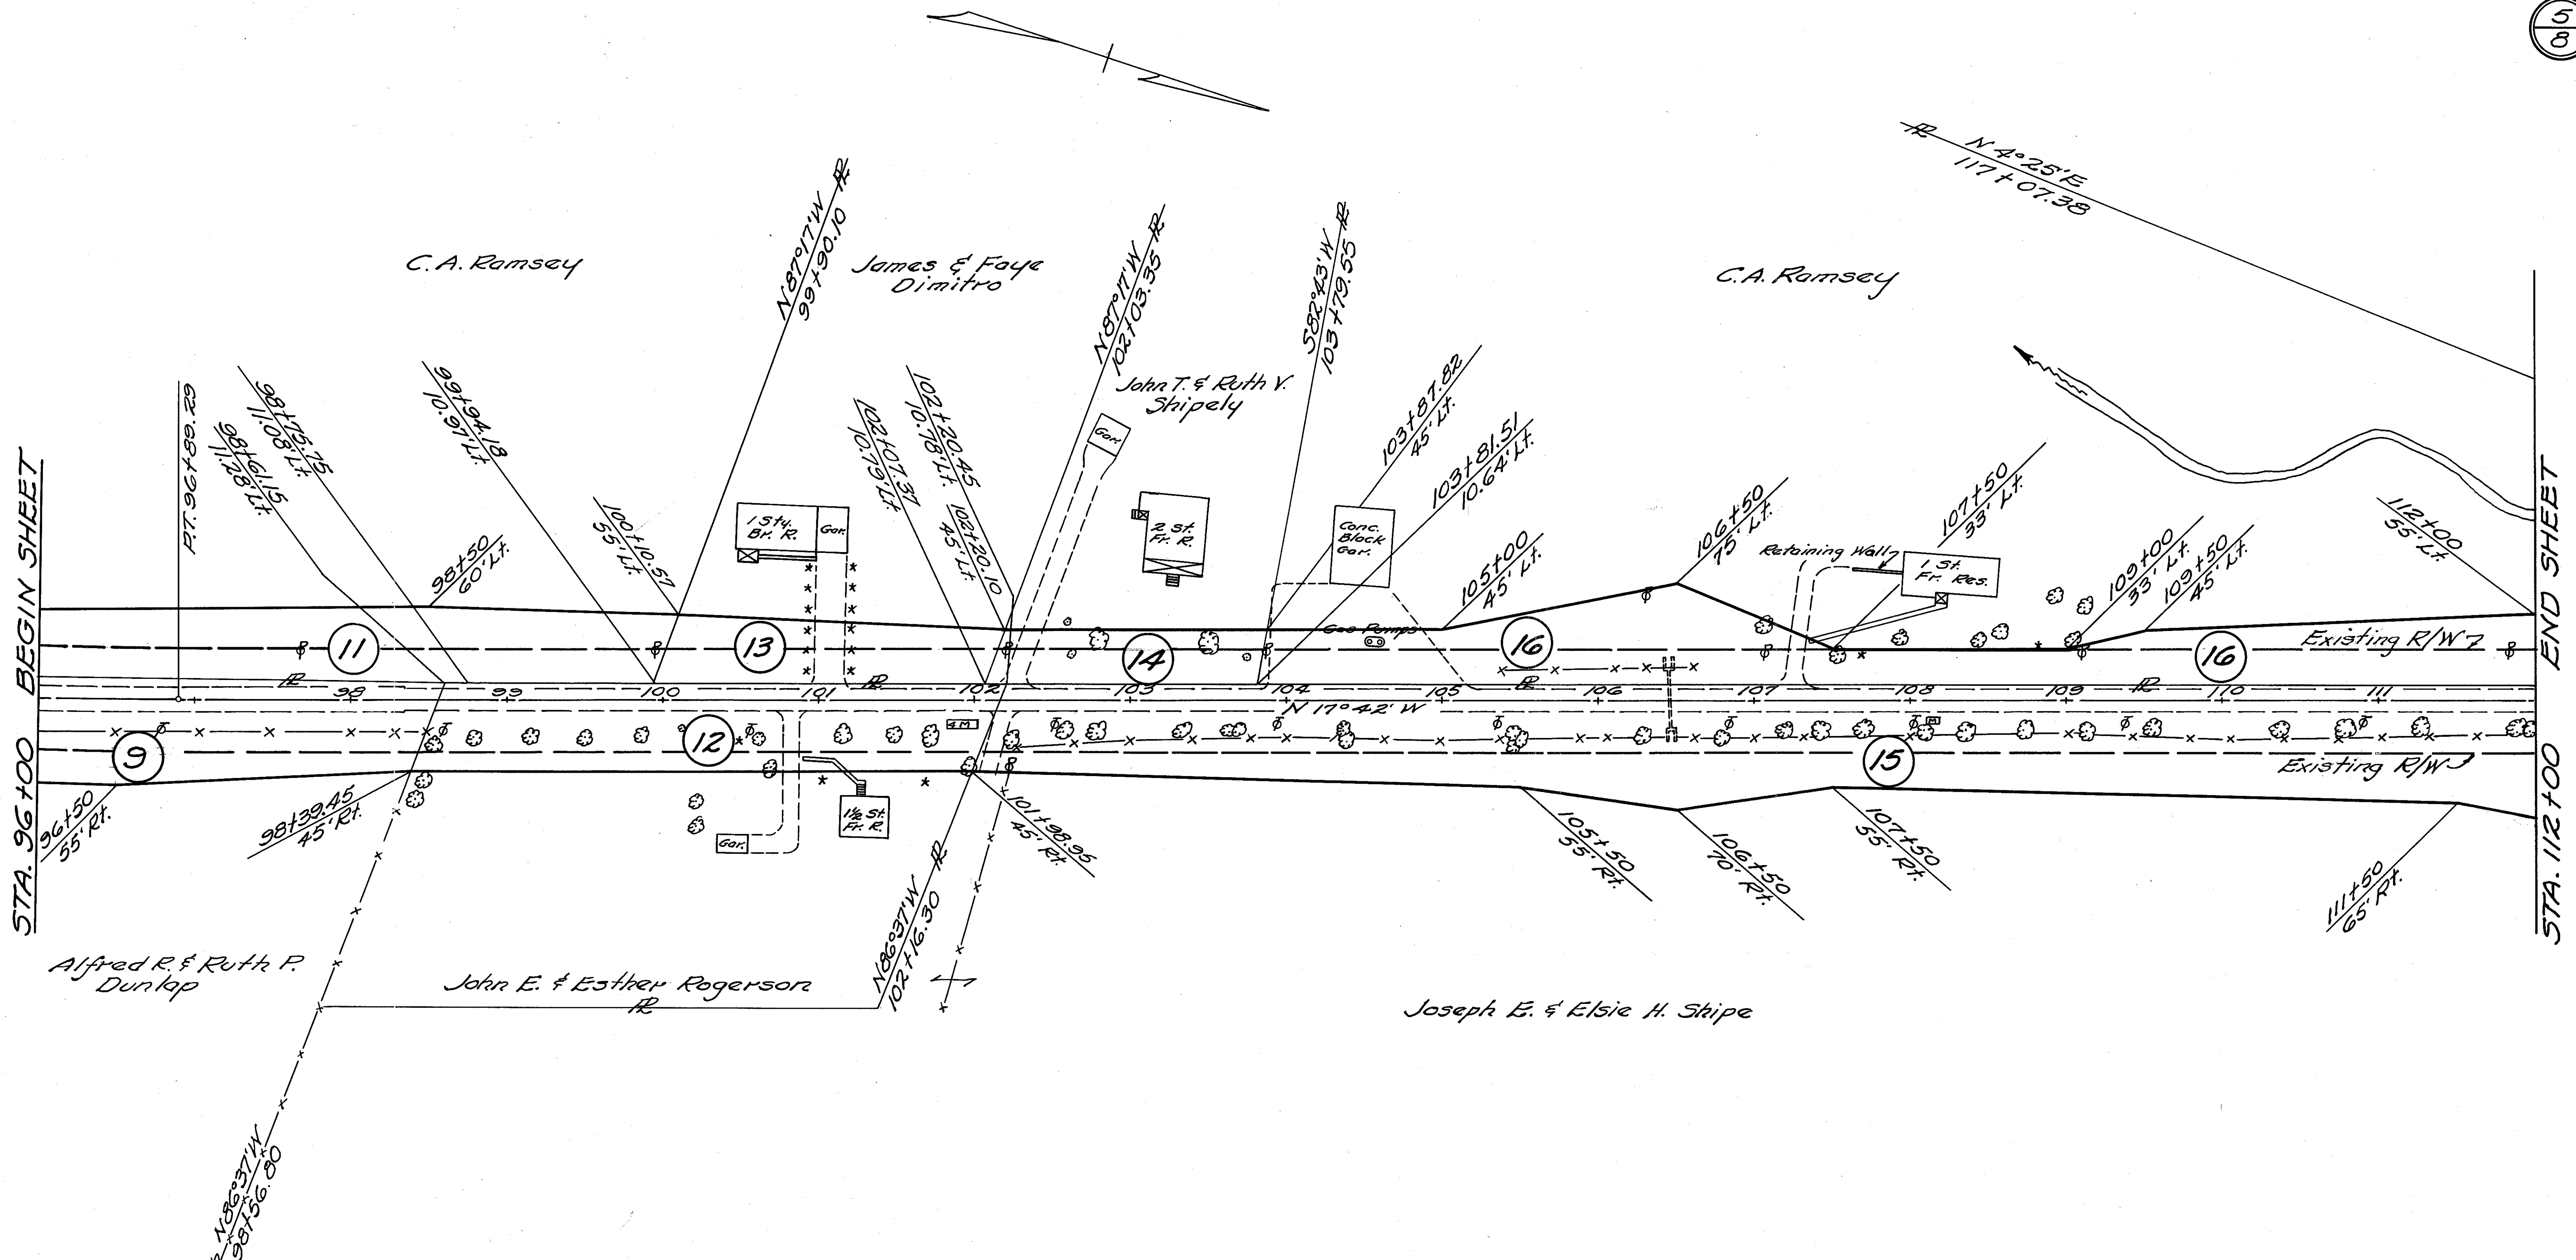 5
8
N 4°25'E
117+07.38
C.A. Ramsey
N87°17'W
99+90.10
James & Faye
Dimitro
N87°17'W
102+03.35
S82°43'W
103+79.55
C.A. Ramsey
John T. & Ruth V.
Shipely
P.T. 96+89.29
98+61.15
11.28' Lt.
98+75.75
11.08' Lt.
98+50
60' Lt.
99+94.18
10.97' Lt.
100+10.57
55' Lt.
1 Sty.
Br. R.
Gar.
102+07.37
10.79' Lt.
102+20.45
10.78' Lt.
102+20.10
45' Lt.
Gar.
2 St.
Fr. R.
Conc.
Block
Gar.
103+87.82
45' Lt.
103+81.51
10.64' Lt.
105+00
45' Lt.
106+50
75' Lt.
Retaining Wall
1 St.
Fr. Res.
107+50
33' Lt.
109+00
33' Lt.
109+50
45' Lt.
112+00
55' Lt.
Gas Pumps
Existing R/W
11
13
14
16
16
98
99
100
101
102
103
104
105
106
107
108
109
110
111
N 17°42' W
STA. 96+00 BEGIN SHEET
STA. 112+00 END SHEET
9
12
15
Existing R/W
96+50
55' Rt.
98+39.45
45' Rt.
Gar.
1½ St.
Fr. R.
101+98.95
45' Rt.
105+50
55' Rt.
106+50
70' Rt.
107+50
55' Rt.
111+50
65' Rt.
N86°37'W
102+16.30
Alfred R. & Ruth P.
Dunlap
John E. & Esther Rogerson
Joseph E. & Elsie H. Shipe
N86°37'W
98+56.80